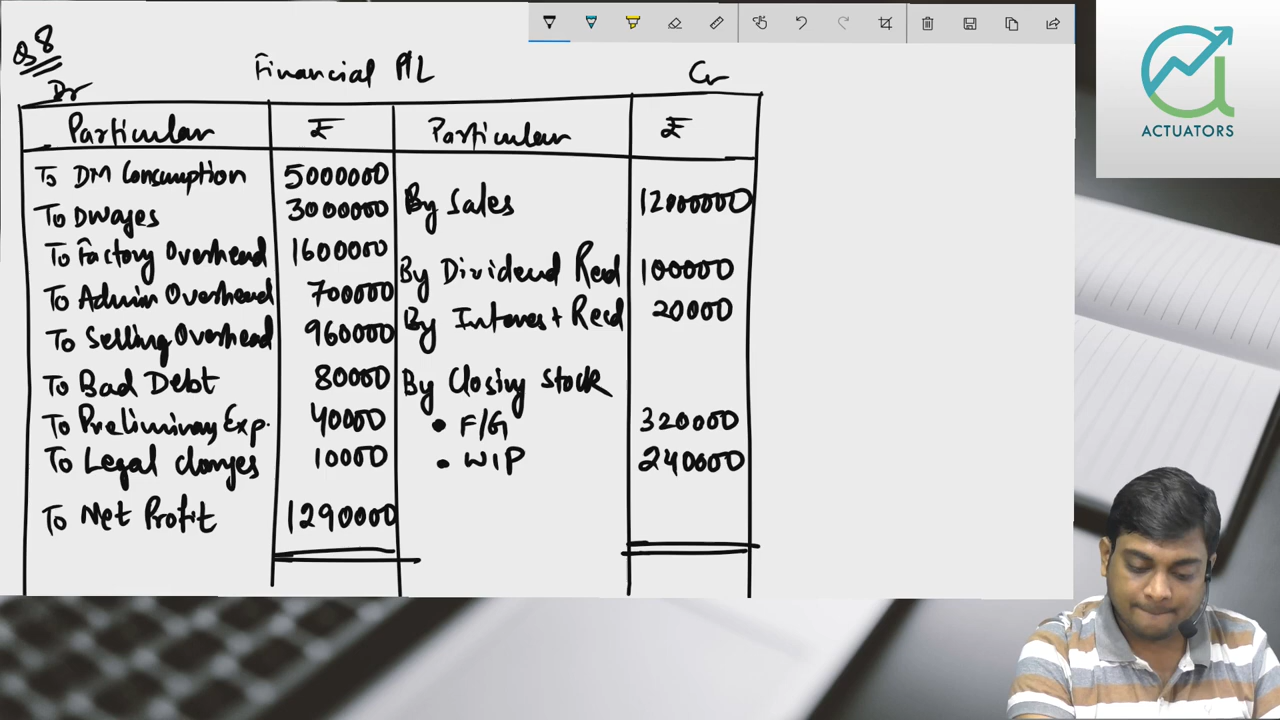 Q8
Financial P/L
Dr
Cr
Particular ₹ Particular ₹
To DM Consumption 5000000
To DWages 3000000
By Sales 12000000
To Factory Overhead 1600000
By Dividend Recd 100000
To Admin Overhead 700000
By Interest Recd 20000
To Selling Overhead 960000
To Bad Debt 80000
By Closing Stock
To Preliminary Exp. 40000
• F/G 320000
To Legal charges 10000
• WIP 240000
To Net Profit 1290000
ACTUATORS